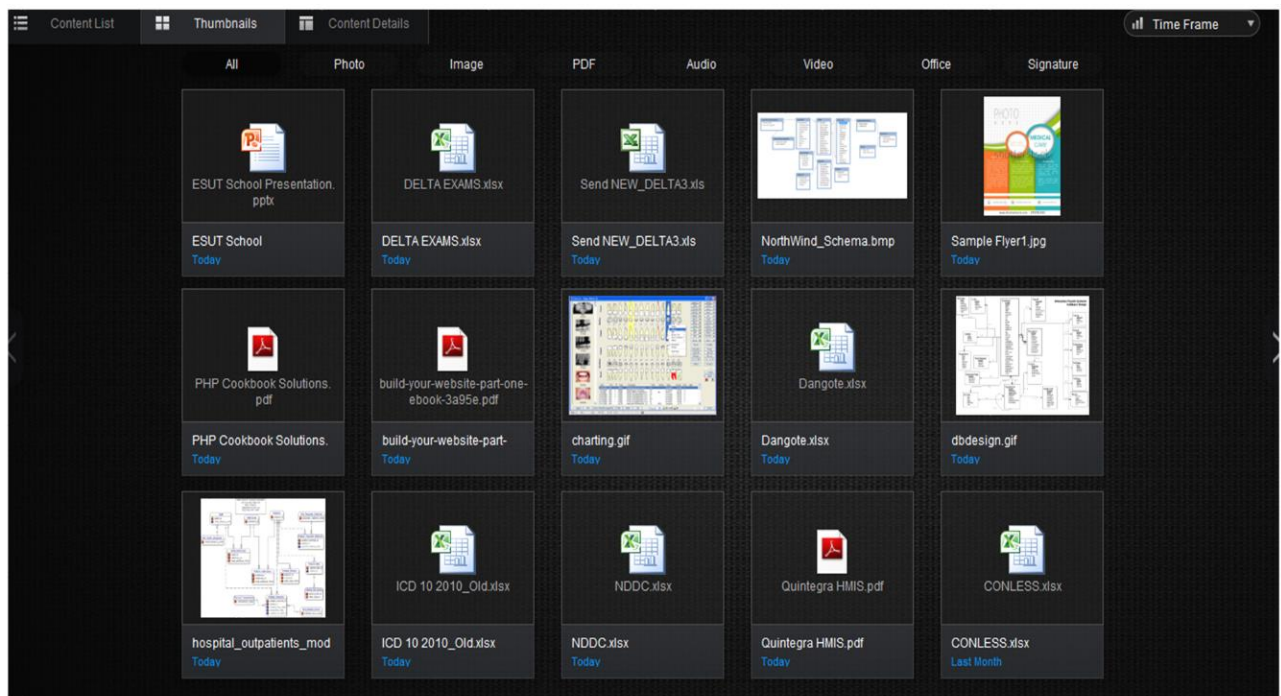 Content List
Thumbnails
Content Details
Time Frame
All
Photo
Image
PDF
Audio
Video
Office
Signature
ESUT School Presentation.
pptx
ESUT School
Today
DELTA EXAMS.xlsx
DELTA EXAMS.xlsx
Today
Send NEW_DELTA3.xls
Send NEW_DELTA3.xls
Today
NorthWind_Schema.bmp
Today
PHOTO
MEDICAL
CARE
Sample Flyer1.jpg
Today
PHP Cookbook Solutions.
pdf
PHP Cookbook Solutions.
Today
build-your-website-part-one-
ebook-3a95e.pdf
build-your-website-part-
Today
charting.gif
Today
Dangote.xlsx
Dangote.xlsx
Today
dbdesign.gif
Today
hospital_outpatients_mod
Today
ICD 10 2010_Old.xlsx
ICD 10 2010_Old.xlsx
Today
NDDC.xlsx
NDDC.xlsx
Today
Quintegra HMIS.pdf
Quintegra HMIS.pdf
Today
CONLESS.xlsx
CONLESS.xlsx
Last Month